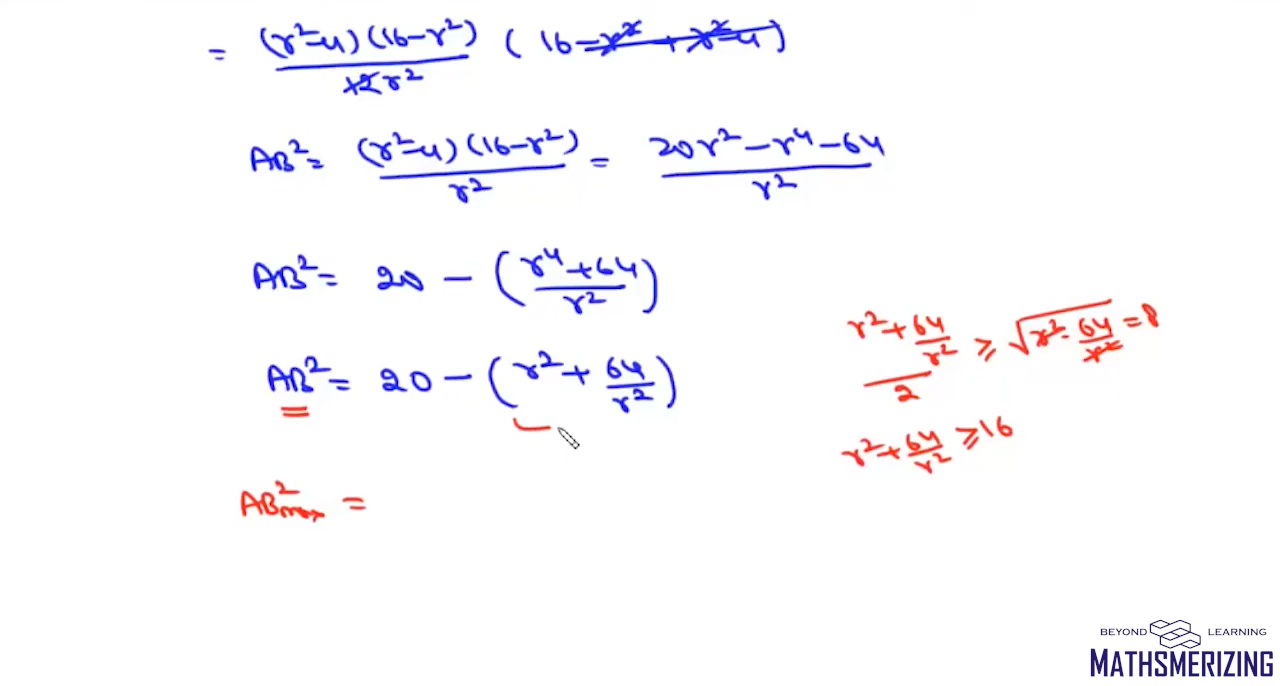 = (r²-4)(16-r²) / 12r² (16-r²+r²-4)
AB² = (r²-4)(16-r²) / r² = 20r²-r⁴-64 / r²
AB² = 20 - (r⁴+64 / r²)
AB² = 20 - (r² + 64/r²)
r² + 64/r² / 2 ≥ √(r² · 64/r²) = 8
r² + 64/r² ≥ 16
AB²max =
BEYOND LEARNING
MATHSMERIZING